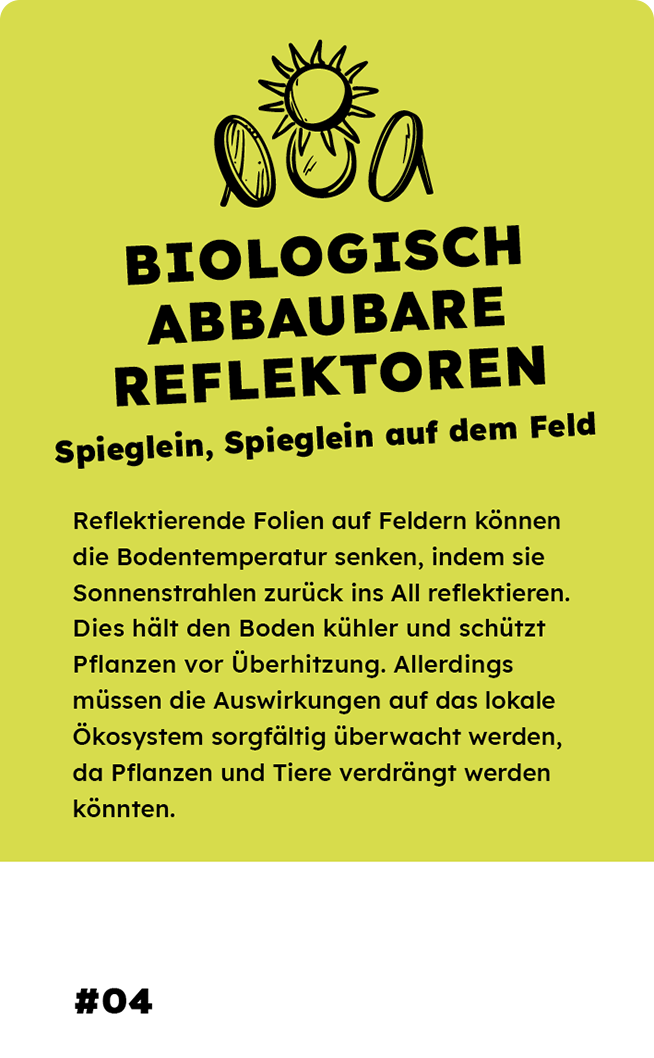 BIOLOGISCH
ABBAUBARE
REFLEKTOREN
Spieglein, Spieglein auf dem Feld
Reflektierende Folien auf Feldern können
die Bodentemperatur senken, indem sie
Sonnenstrahlen zurück ins All reflektieren.
Dies hält den Boden kühler und schützt
Pflanzen vor Überhitzung. Allerdings
müssen die Auswirkungen auf das lokale
Ökosystem sorgfältig überwacht werden,
da Pflanzen und Tiere verdrängt werden
könnten.
#04